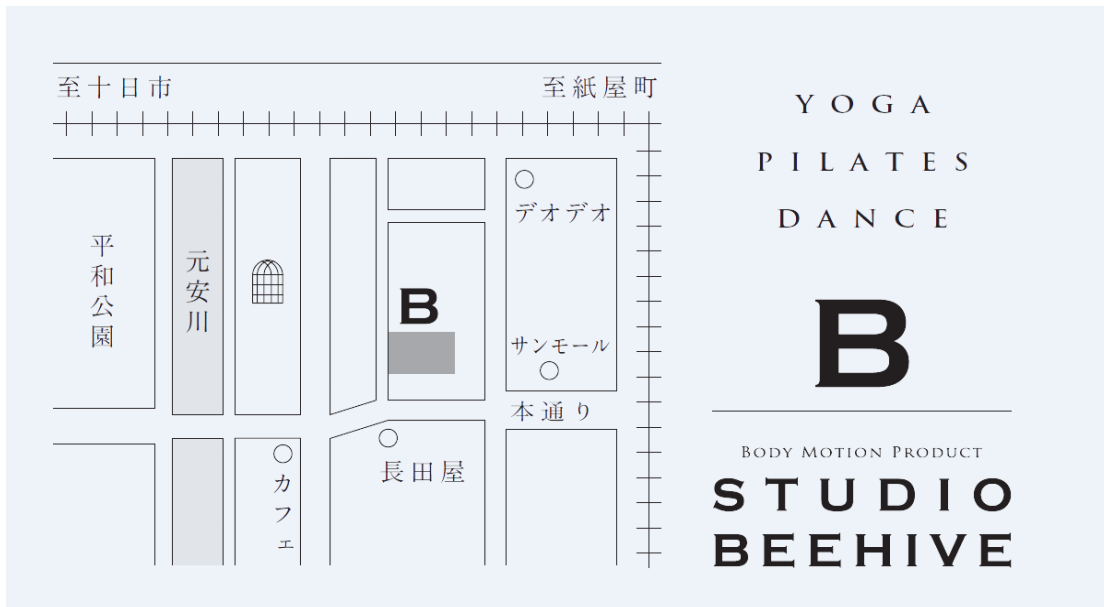 至十日市
至紙屋町
平和公園
元安川
B
デオデオ
サンモール
本通り
長田屋
カフェ
YOGA
PILATES
DANCE
B
BODY MOTION PRODUCT
STUDIO
BEEHIVE